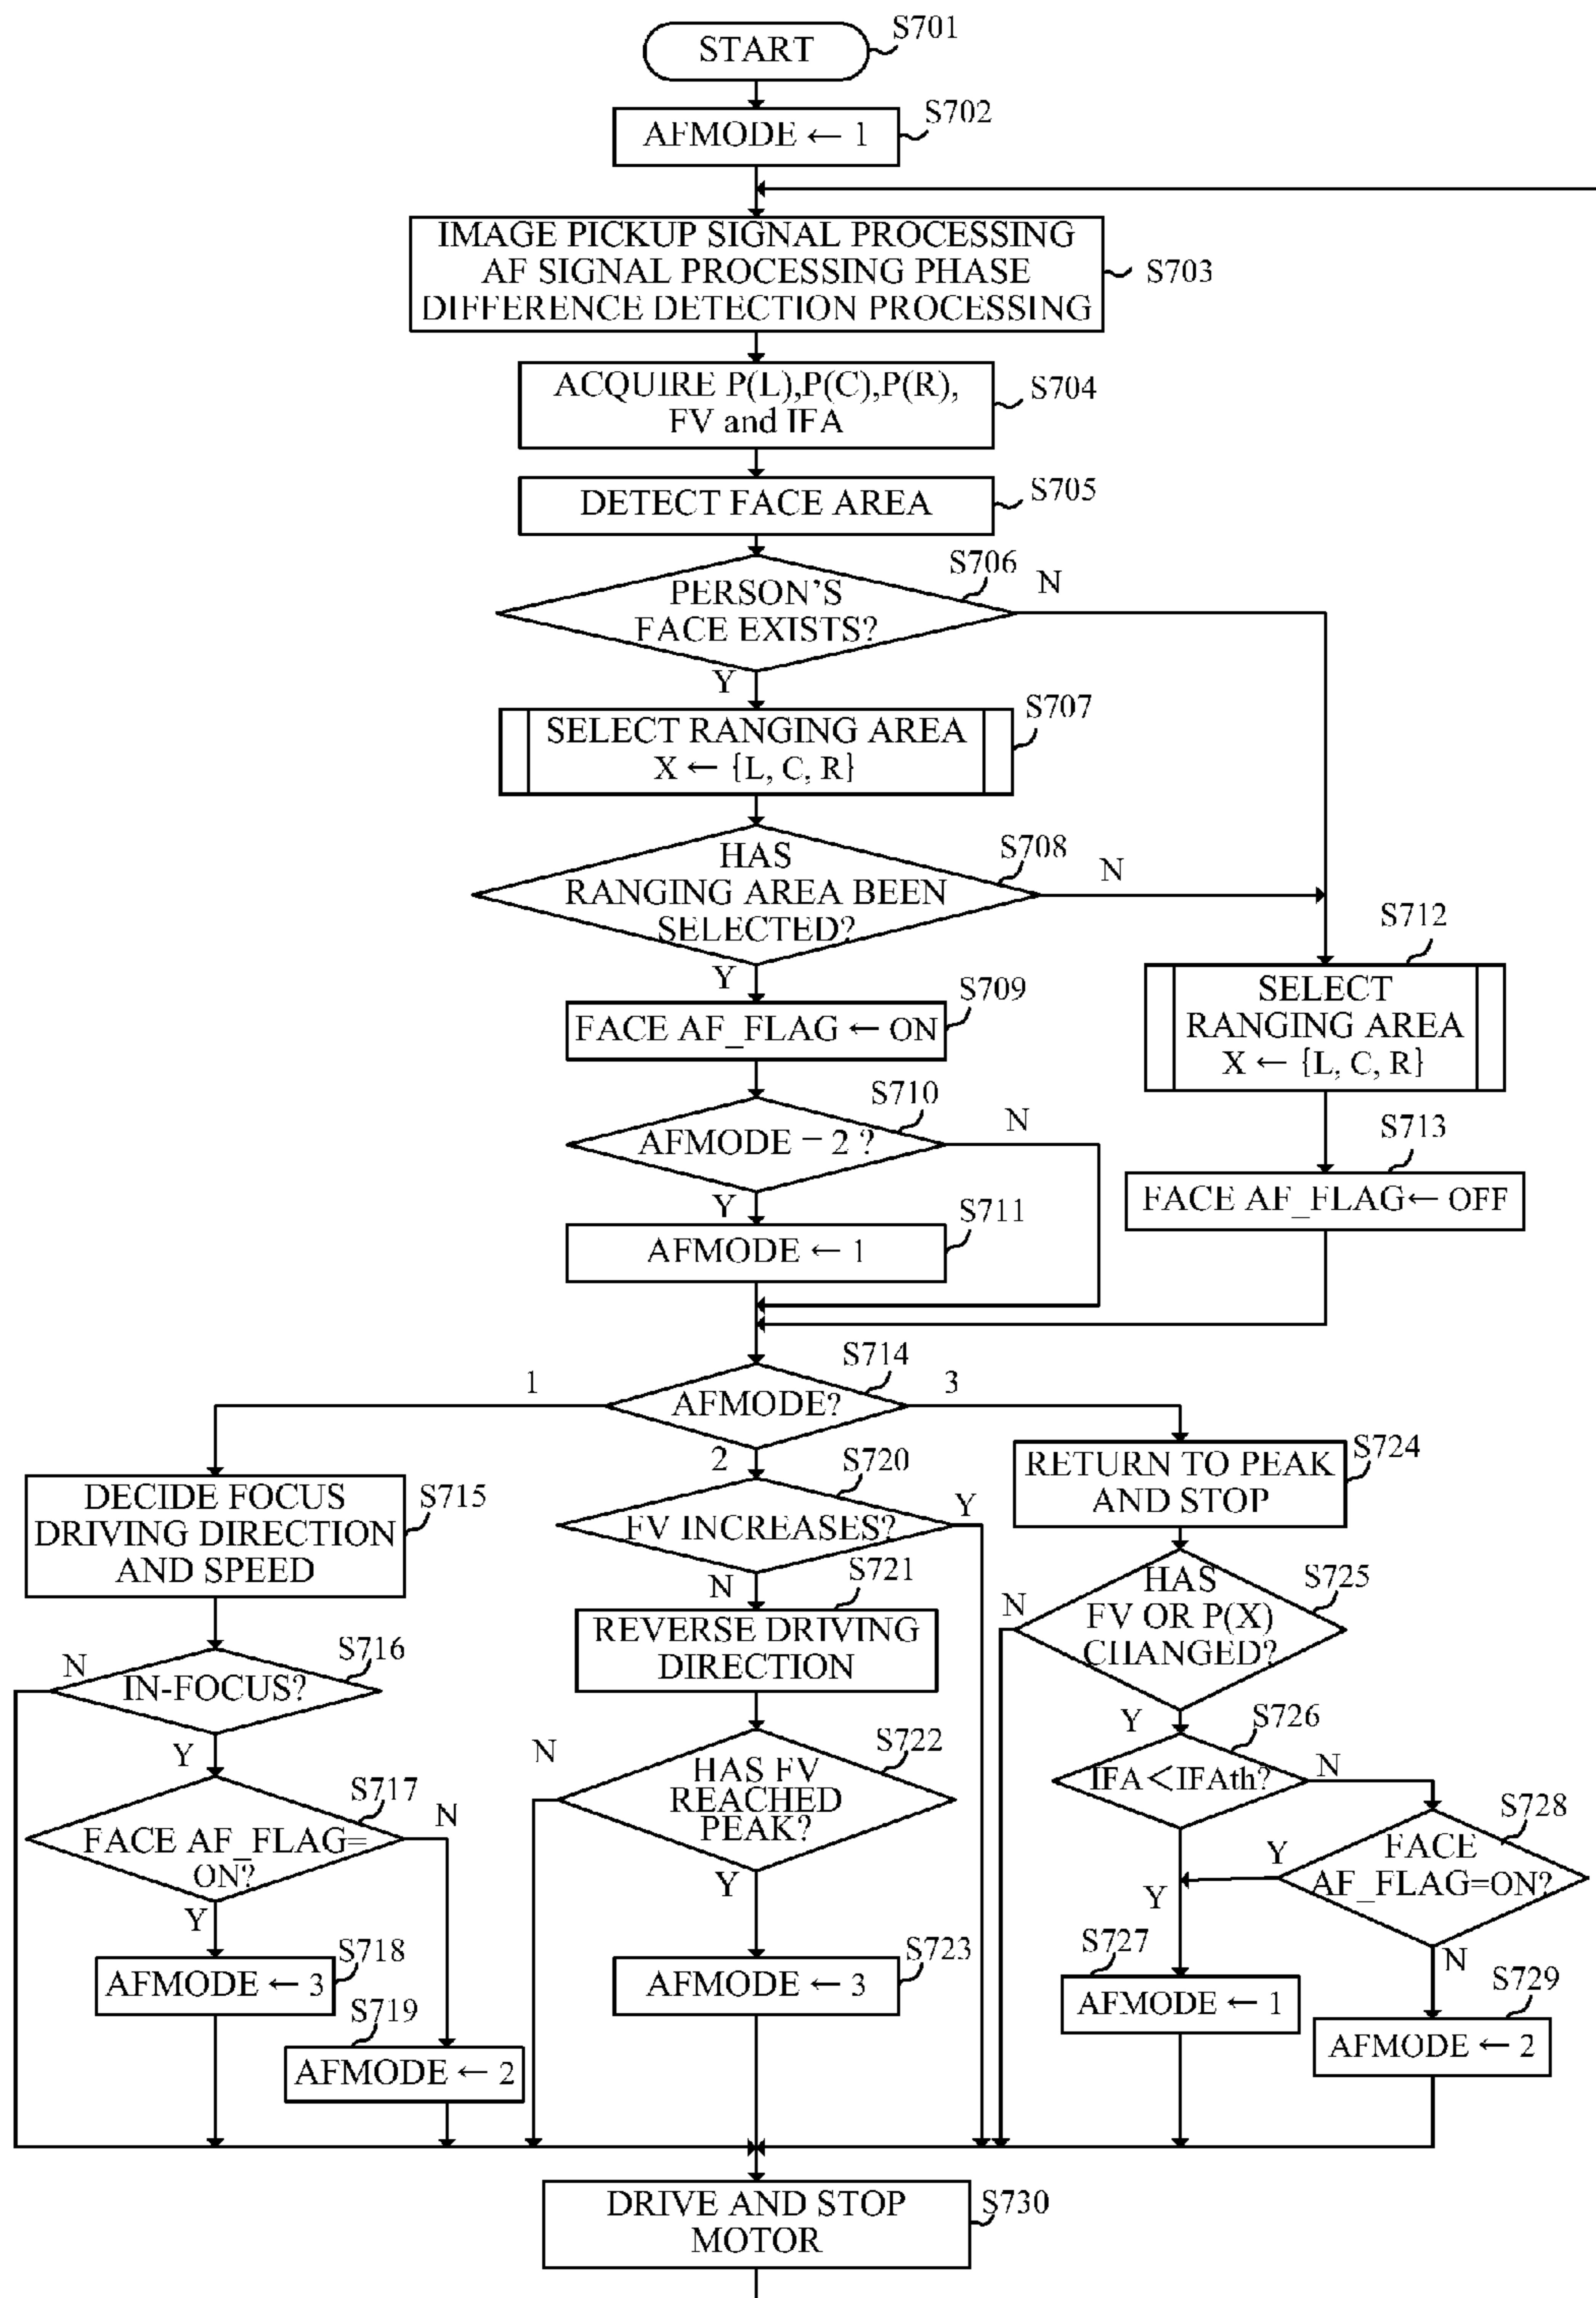 START
S701
AFMODE ← 1
S702
IMAGE PICKUP SIGNAL PROCESSING
AF SIGNAL PROCESSING PHASE
DIFFERENCE DETECTION PROCESSING
S703
ACQUIRE P(L),P(C),P(R),
FV and IFA
S704
DETECT FACE AREA
S705
PERSON'S
FACE EXISTS?
S706
N
Y
SELECT RANGING AREA
X ← {L, C, R}
S707
HAS
RANGING AREA BEEN
SELECTED?
S708
N
Y
FACE AF_FLAG ← ON
S709
S712
SELECT
RANGING AREA
X ← {L, C, R}
AFMODE = 2 ?
S710
N
Y
S713
FACE AF_FLAG← OFF
AFMODE ← 1
S711
AFMODE?
S714
1
2
3
DECIDE FOCUS
DRIVING DIRECTION
AND SPEED
S715
IN-FOCUS?
S716
N
Y
FACE AF_FLAG=
ON?
S717
N
Y
AFMODE ← 3
S718
S719
AFMODE ← 2
FV INCREASES?
S720
Y
N
S721
REVERSE DRIVING
DIRECTION
HAS FV
REACHED
PEAK?
S722
N
Y
AFMODE ← 3
S723
RETURN TO PEAK
AND STOP
S724
HAS
FV OR P(X)
CHANGED?
S725
N
Y
IFA<IFAth?
S726
N
Y
FACE
AF_FLAG=ON?
S728
Y
N
S727
AFMODE ← 1
S729
AFMODE ← 2
DRIVE AND STOP
MOTOR
S730